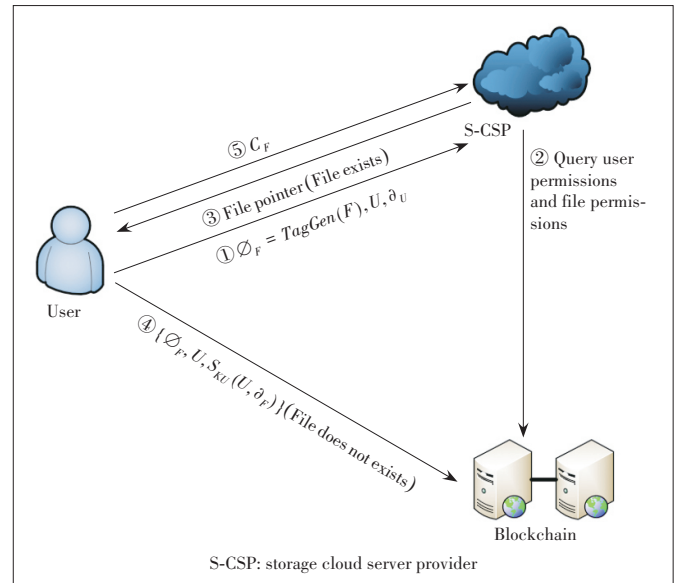 S-CSP
⑤ C_F
② Query user
permissions
and file permis-
sions
③ File pointer (File exists)
① ∅_F = TagGen(F), U, ∂_U
User
④ {∅_F, U, S_KU(U, ∂_F)}(File does not exists)
Blockchain
S-CSP: storage cloud server provider